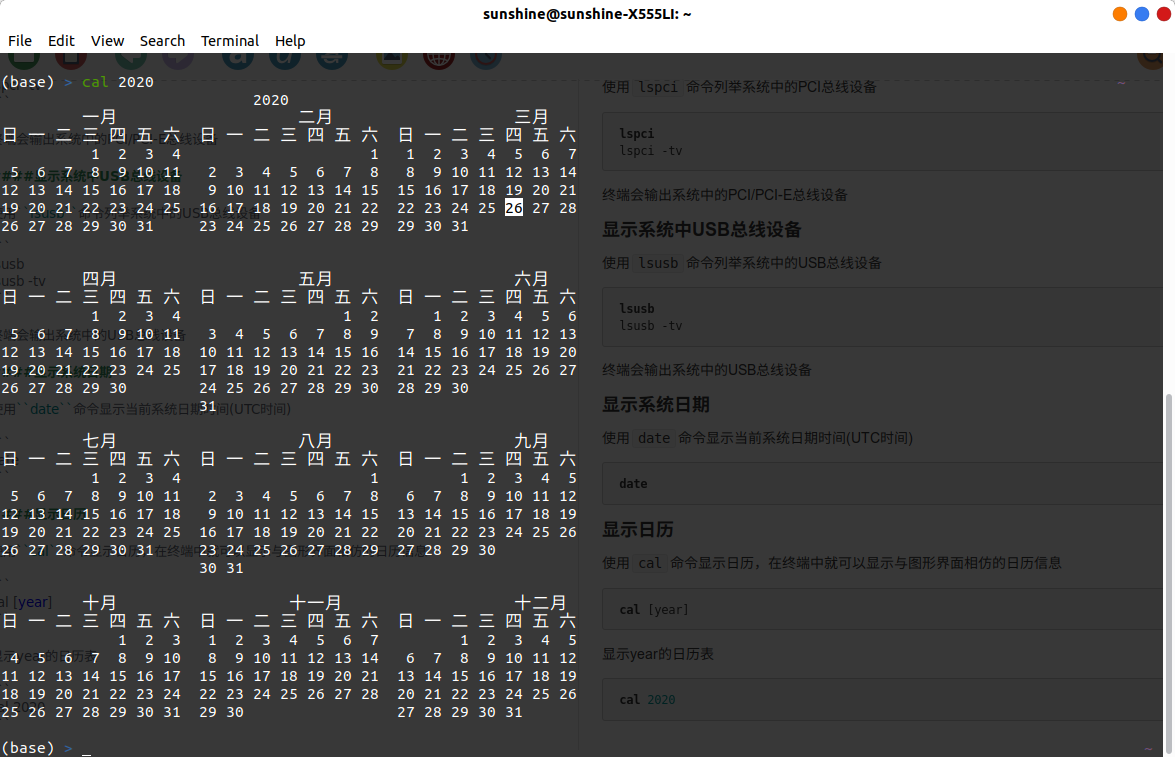 sunshine@sunshine-X555LI: ~
File Edit View Search Terminal Help
(base) > cal 2020 ~
2020
一月 二月 三月
日 一 二 三 四 五 六 日 一 二 三 四 五 六 日 一 二 三 四 五 六
1 2 3 4 1 1 2 3 4 5 6 7
5 6 7 8 9 10 11 2 3 4 5 6 7 8 8 9 10 11 12 13 14
12 13 14 15 16 17 18 9 10 11 12 13 14 15 15 16 17 18 19 20 21
19 20 21 22 23 24 25 16 17 18 19 20 21 22 22 23 24 25 26 27 28
26 27 28 29 30 31 23 24 25 26 27 28 29 29 30 31
四月 五月 六月
日 一 二 三 四 五 六 日 一 二 三 四 五 六 日 一 二 三 四 五 六
1 2 3 4 1 2 1 2 3 4 5 6
5 6 7 8 9 10 11 3 4 5 6 7 8 9 7 8 9 10 11 12 13
12 13 14 15 16 17 18 10 11 12 13 14 15 16 14 15 16 17 18 19 20
19 20 21 22 23 24 25 17 18 19 20 21 22 23 21 22 23 24 25 26 27
26 27 28 29 30 24 25 26 27 28 29 30 28 29 30
31
七月 八月 九月
日 一 二 三 四 五 六 日 一 二 三 四 五 六 日 一 二 三 四 五 六
1 2 3 4 1 1 2 3 4 5
5 6 7 8 9 10 11 2 3 4 5 6 7 8 6 7 8 9 10 11 12
12 13 14 15 16 17 18 9 10 11 12 13 14 15 13 14 15 16 17 18 19
19 20 21 22 23 24 25 16 17 18 19 20 21 22 20 21 22 23 24 25 26
26 27 28 29 30 31 23 24 25 26 27 28 29 27 28 29 30
30 31
十月 十一月 十二月
日 一 二 三 四 五 六 日 一 二 三 四 五 六 日 一 二 三 四 五 六
1 2 3 1 2 3 4 5 6 7 1 2 3 4 5
4 5 6 7 8 9 10 8 9 10 11 12 13 14 6 7 8 9 10 11 12
11 12 13 14 15 16 17 15 16 17 18 19 20 21 13 14 15 16 17 18 19
18 19 20 21 22 23 24 22 23 24 25 26 27 28 20 21 22 23 24 25 26
25 26 27 28 29 30 31 29 30 27 28 29 30 31
(base) > _ ~
使用 lspci 命令列举系统中的PCI总线设备
lspci
lspci -tv
终端会输出系统中的PCI/PCI-E总线设备
显示系统中USB总线设备
使用 lsusb 命令列举系统中的USB总线设备
lsusb
lsusb -tv
终端会输出系统中的USB总线设备
显示系统日期
使用 date 命令显示当前系统日期时间(UTC时间)
date
显示日历
使用 cal 命令显示日历，在终端中就可以显示与图形界面相仿的日历信息
cal [year]
显示year的日历表
cal 2020